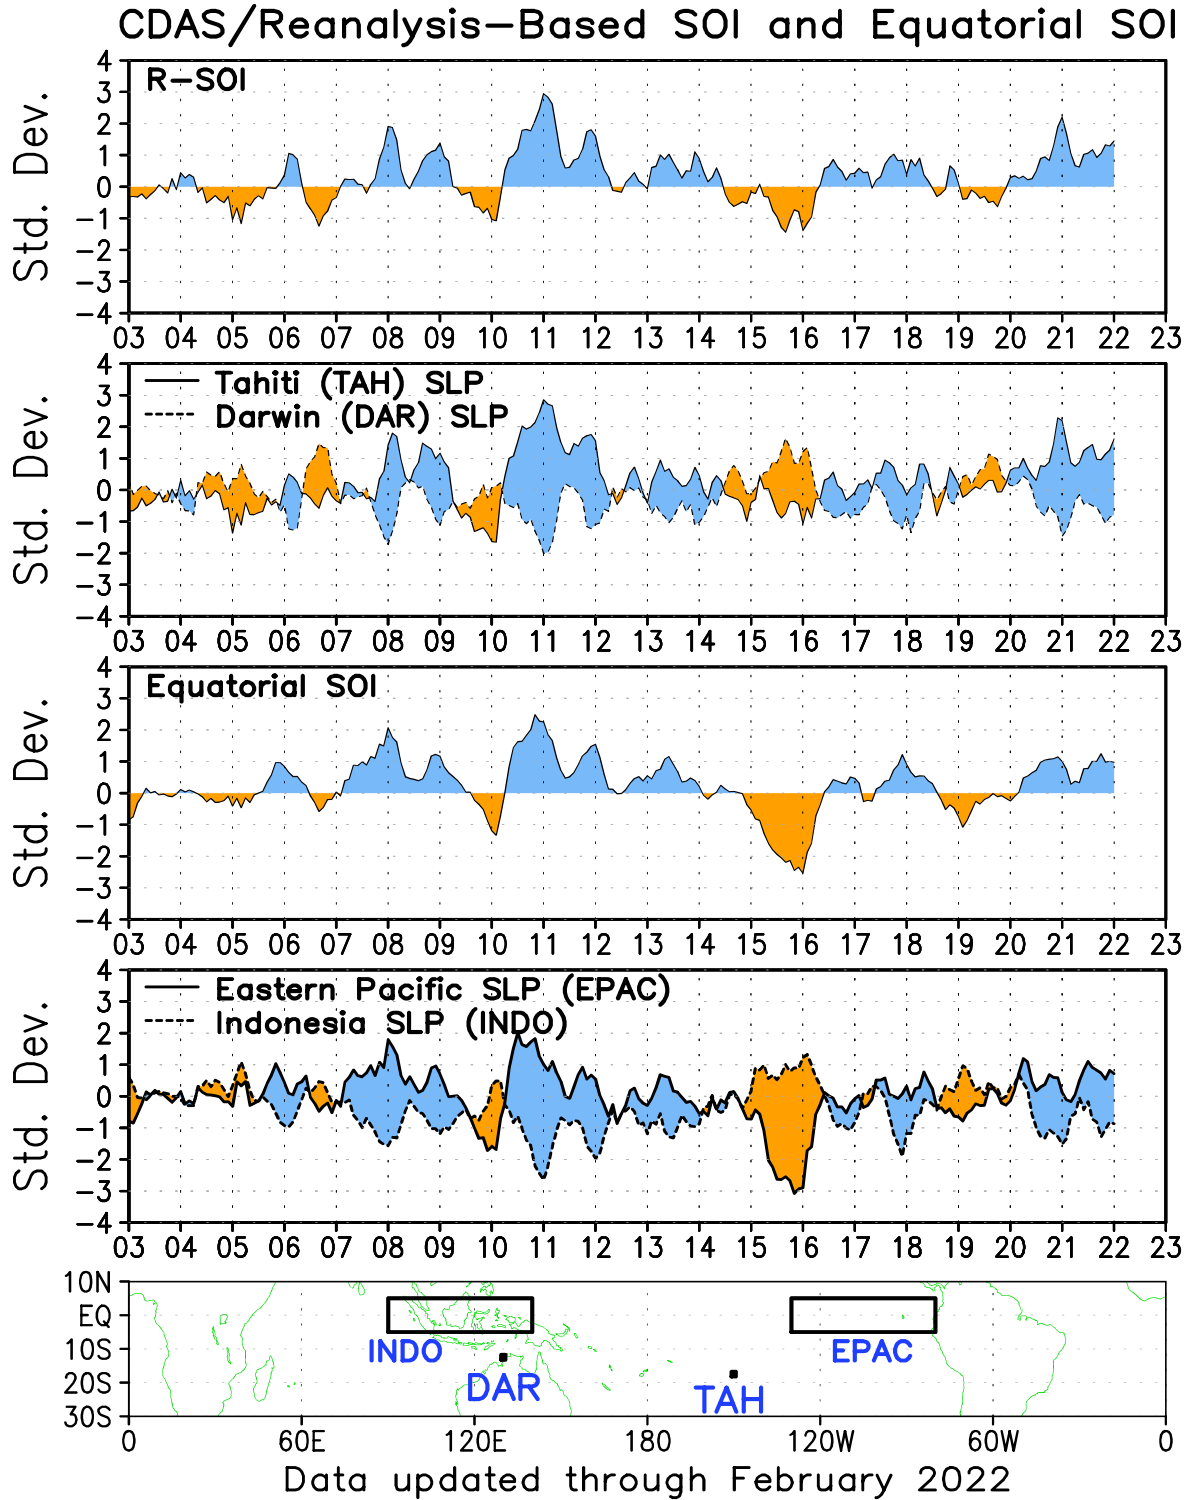 CDAS/Reanalysis-Based SOI and Equatorial SOI
R-SOI
Std. Dev.
4
3
2
1
0
-1
-2
-3
-4
03 04 05 06 07 08 09 10 11 12 13 14 15 16 17 18 19 20 21 22 23
Tahiti (TAH) SLP
Darwin (DAR) SLP
Std. Dev.
4
3
2
1
0
-1
-2
-3
-4
03 04 05 06 07 08 09 10 11 12 13 14 15 16 17 18 19 20 21 22 23
Equatorial SOI
Std. Dev.
4
3
2
1
0
-1
-2
-3
-4
03 04 05 06 07 08 09 10 11 12 13 14 15 16 17 18 19 20 21 22 23
Eastern Pacific SLP (EPAC)
Indonesia SLP (INDO)
Std. Dev.
4
3
2
1
0
-1
-2
-3
-4
03 04 05 06 07 08 09 10 11 12 13 14 15 16 17 18 19 20 21 22 23
10N
EQ
10S
20S
30S
INDO
EPAC
DAR
TAH
0 60E 120E 180 120W 60W 0
Data updated through February 2022